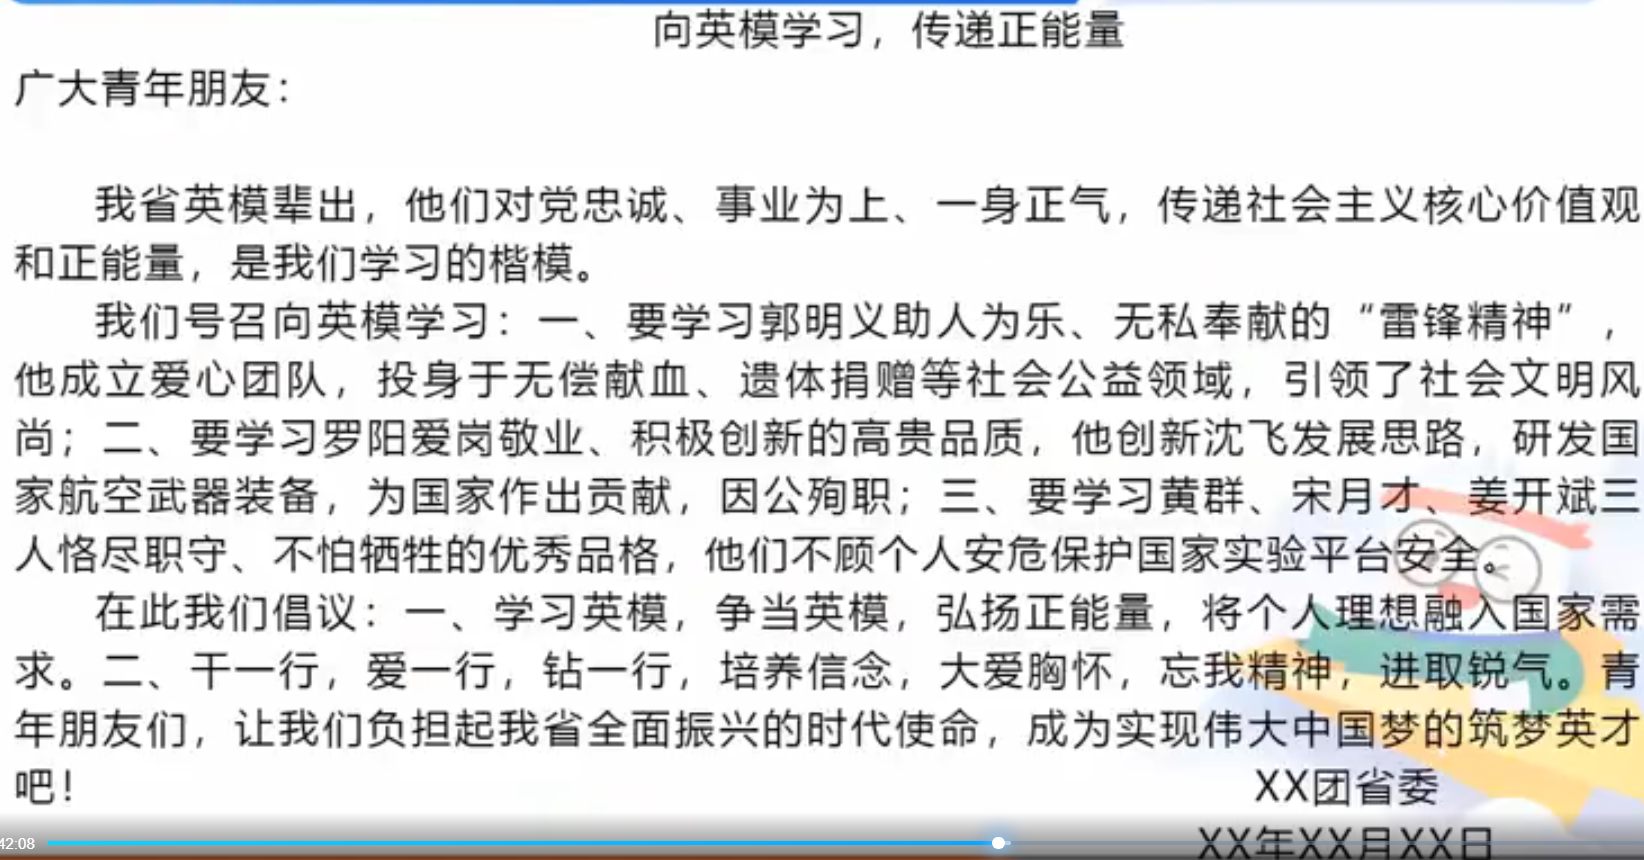 向英模学习，传递正能量
广大青年朋友：
我省英模辈出，他们对党忠诚、事业为上、一身正气，传递社会主义核心价值观
和正能量，是我们学习的楷模。
我们号召向英模学习：一、要学习郭明义助人为乐、无私奉献的“雷锋精神”，
他成立爱心团队，投身于无偿献血、遗体捐赠等社会公益领域，引领了社会文明风
尚；二、要学习罗阳爱岗敬业、积极创新的高贵品质，他创新沈飞发展思路，研发国
家航空武器装备，为国家作出贡献，因公殉职；三、要学习黄群、宋月才、姜开斌三
人恪尽职守、不怕牺牲的优秀品格，他们不顾个人安危保护国家实验平台安全。
在此我们倡议：一、学习英模，争当英模，弘扬正能量，将个人理想融入国家需
求。二、干一行，爱一行，钻一行，培养信念，大爱胸怀，忘我精神，进取锐气。青
年朋友们，让我们负担起我省全面振兴的时代使命，成为实现伟大中国梦的筑梦英才
吧！
XX团省委
XX年XX月XX日
42:08